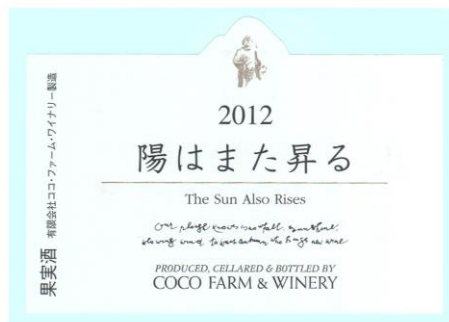 2012
陽はまた昇る
The Sun Also Rises
PRODUCED, CELLARED & BOTTLED BY
COCO FARM & WINERY
果実酒 有限会社ココ・ファーム・ワイナリー製造